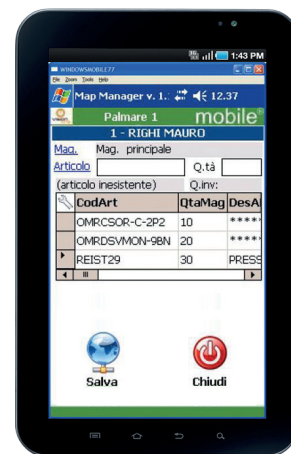 1:43 PM
WINDOWSMOBILE77
File Zoom Tools Help
Map Manager v. 1.. 12.37
Palmare 1 mobile®
1 - RIGHI MAURO
Mag. Mag. principale
Articolo Q.tà
(articolo inesistente) Q.inv:
CodArt QtaMag DesAl
OMRCSOR-C-2P2 10 ****
OMRDSVMON-9BN 20 ****
REIST29 30 PRESS
Salva Chiudi